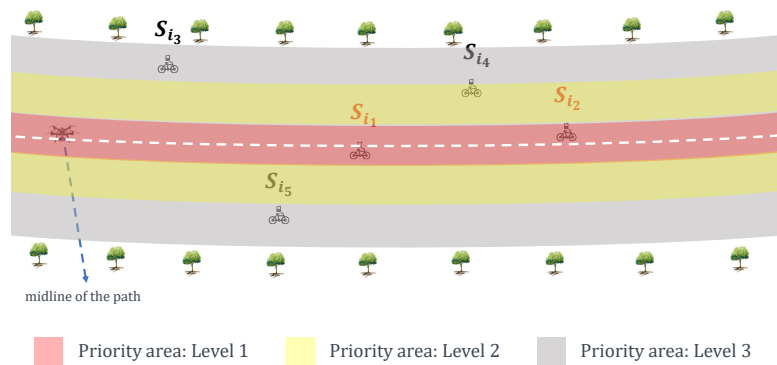 S_{i_3}
S_{i_4}
S_{i_2}
S_{i_1}
S_{i_5}
midline of the path
Priority area: Level 1
Priority area: Level 2
Priority area: Level 3